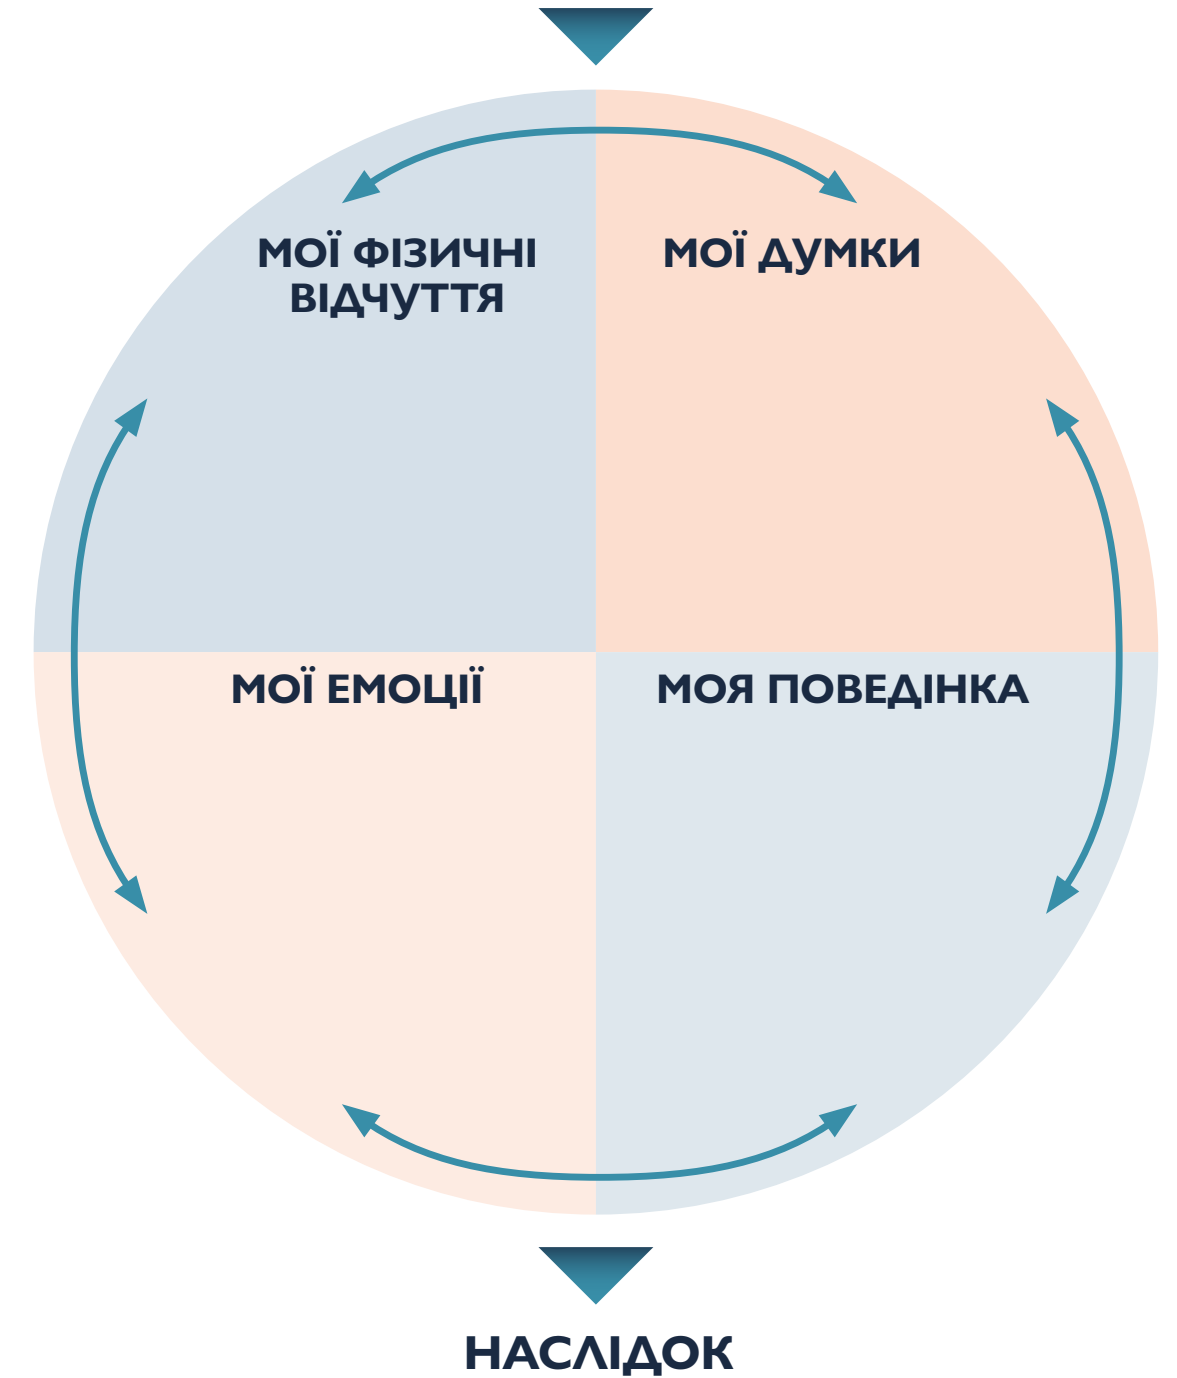 МОЇ ФІЗИЧНІ
ВІДЧУТТЯ
МОЇ ДУМКИ
МОЇ ЕМОЦІЇ
МОЯ ПОВЕДІНКА
НАСЛІДОК